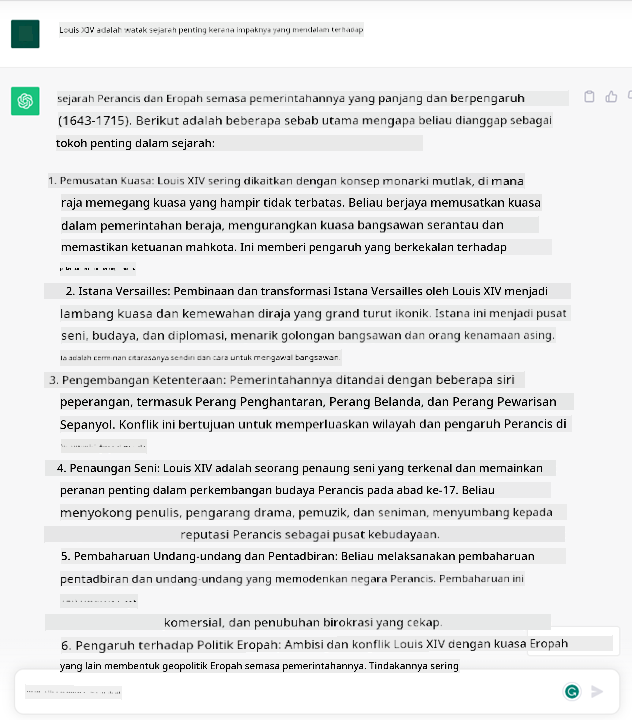 Louis XIV adalah watak sejarah penting kerana impaknya yang mendalam terhadap
sejarah Perancis dan Eropah semasa pemerintahannya yang panjang dan berpengaruh
(1643-1715). Berikut adalah beberapa sebab utama mengapa beliau dianggap sebagai
tokoh penting dalam sejarah:
1. Pemusatan Kuasa: Louis XIV sering dikaitkan dengan konsep monarki mutlak, di mana
raja memegang kuasa yang hampir tidak terbatas. Beliau berjaya memusatkan kuasa
dalam pemerintahan beraja, mengurangkan kuasa bangsawan serantau dan
memastikan ketuanan mahkota. Ini memberi pengaruh yang berkekalan terhadap
2. Istana Versailles: Pembinaan dan transformasi Istana Versailles oleh Louis XIV menjadi
lambang kuasa dan kemewahan diraja yang grand turut ikonik. Istana ini menjadi pusat
seni, budaya, dan diplomasi, menarik golongan bangsawan dan orang kenamaan asing.
Ia adalah cerminan citarasanya sendiri dan cara untuk mengawal bangsawan.
3. Pengembangan Ketenteraan: Pemerintahannya ditandai dengan beberapa siri
peperangan, termasuk Perang Penghantaran, Perang Belanda, dan Perang Pewarisan
Sepanyol. Konflik ini bertujuan untuk memperluaskan wilayah dan pengaruh Perancis di
4. Penaungan Seni: Louis XIV adalah seorang penaung seni yang terkenal dan memainkan
peranan penting dalam perkembangan budaya Perancis pada abad ke-17. Beliau
menyokong penulis, pengarang drama, pemuzik, dan seniman, menyumbang kepada
reputasi Perancis sebagai pusat kebudayaan.
5. Pembaharuan Undang-undang dan Pentadbiran: Beliau melaksanakan pembaharuan
pentadbiran dan undang-undang yang memodenkan negara Perancis. Pembaharuan ini
komersial, dan penubuhan birokrasi yang cekap.
6. Pengaruh terhadap Politik Eropah: Ambisi dan konflik Louis XIV dengan kuasa Eropah
yang lain membentuk geopolitik Eropah semasa pemerintahannya. Tindakannya sering